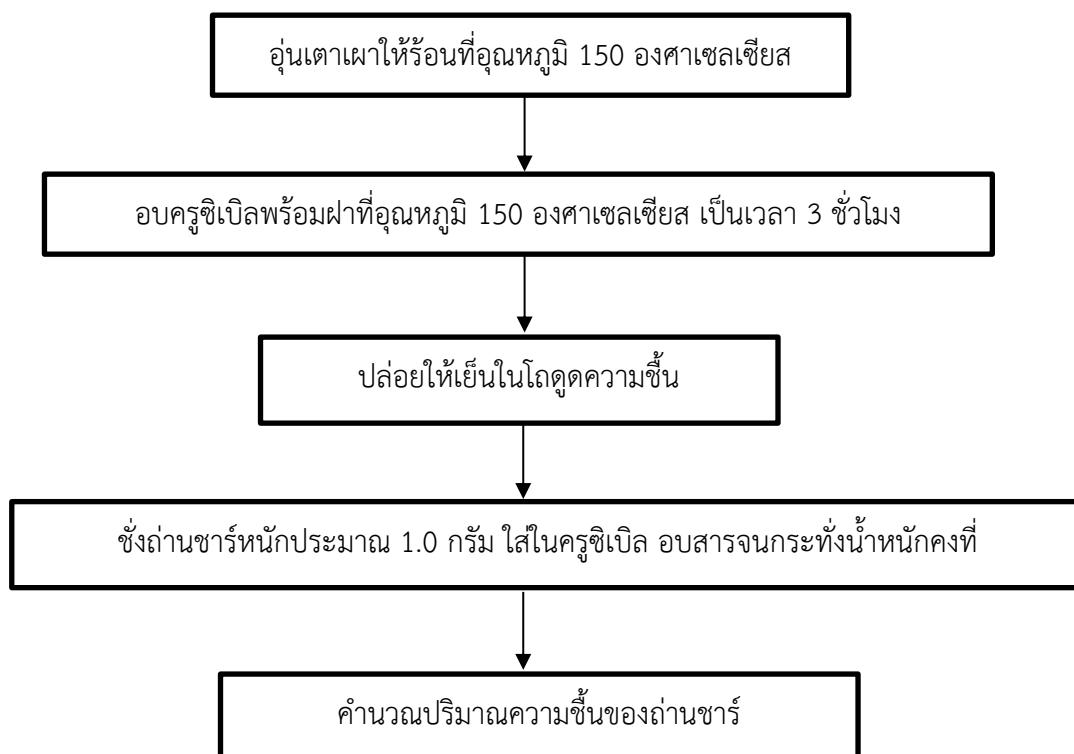 อุ่นเตาเผาให้ร้อนที่อุณหภูมิ 150 องศาเซลเซียส
อบครูซิเบิลพร้อมฝาที่อุณหภูมิ 150 องศาเซลเซียส เป็นเวลา 3 ชั่วโมง
ปล่อยให้เย็นในโถดูดความชื้น
ชั่งถ่านชาร์หนักประมาณ 1.0 กรัม ใส่ในครูซิเบิล อบสารจนกระทั่งน้ำหนักคงที่
คำนวณปริมาณความชื้นของถ่านชาร์